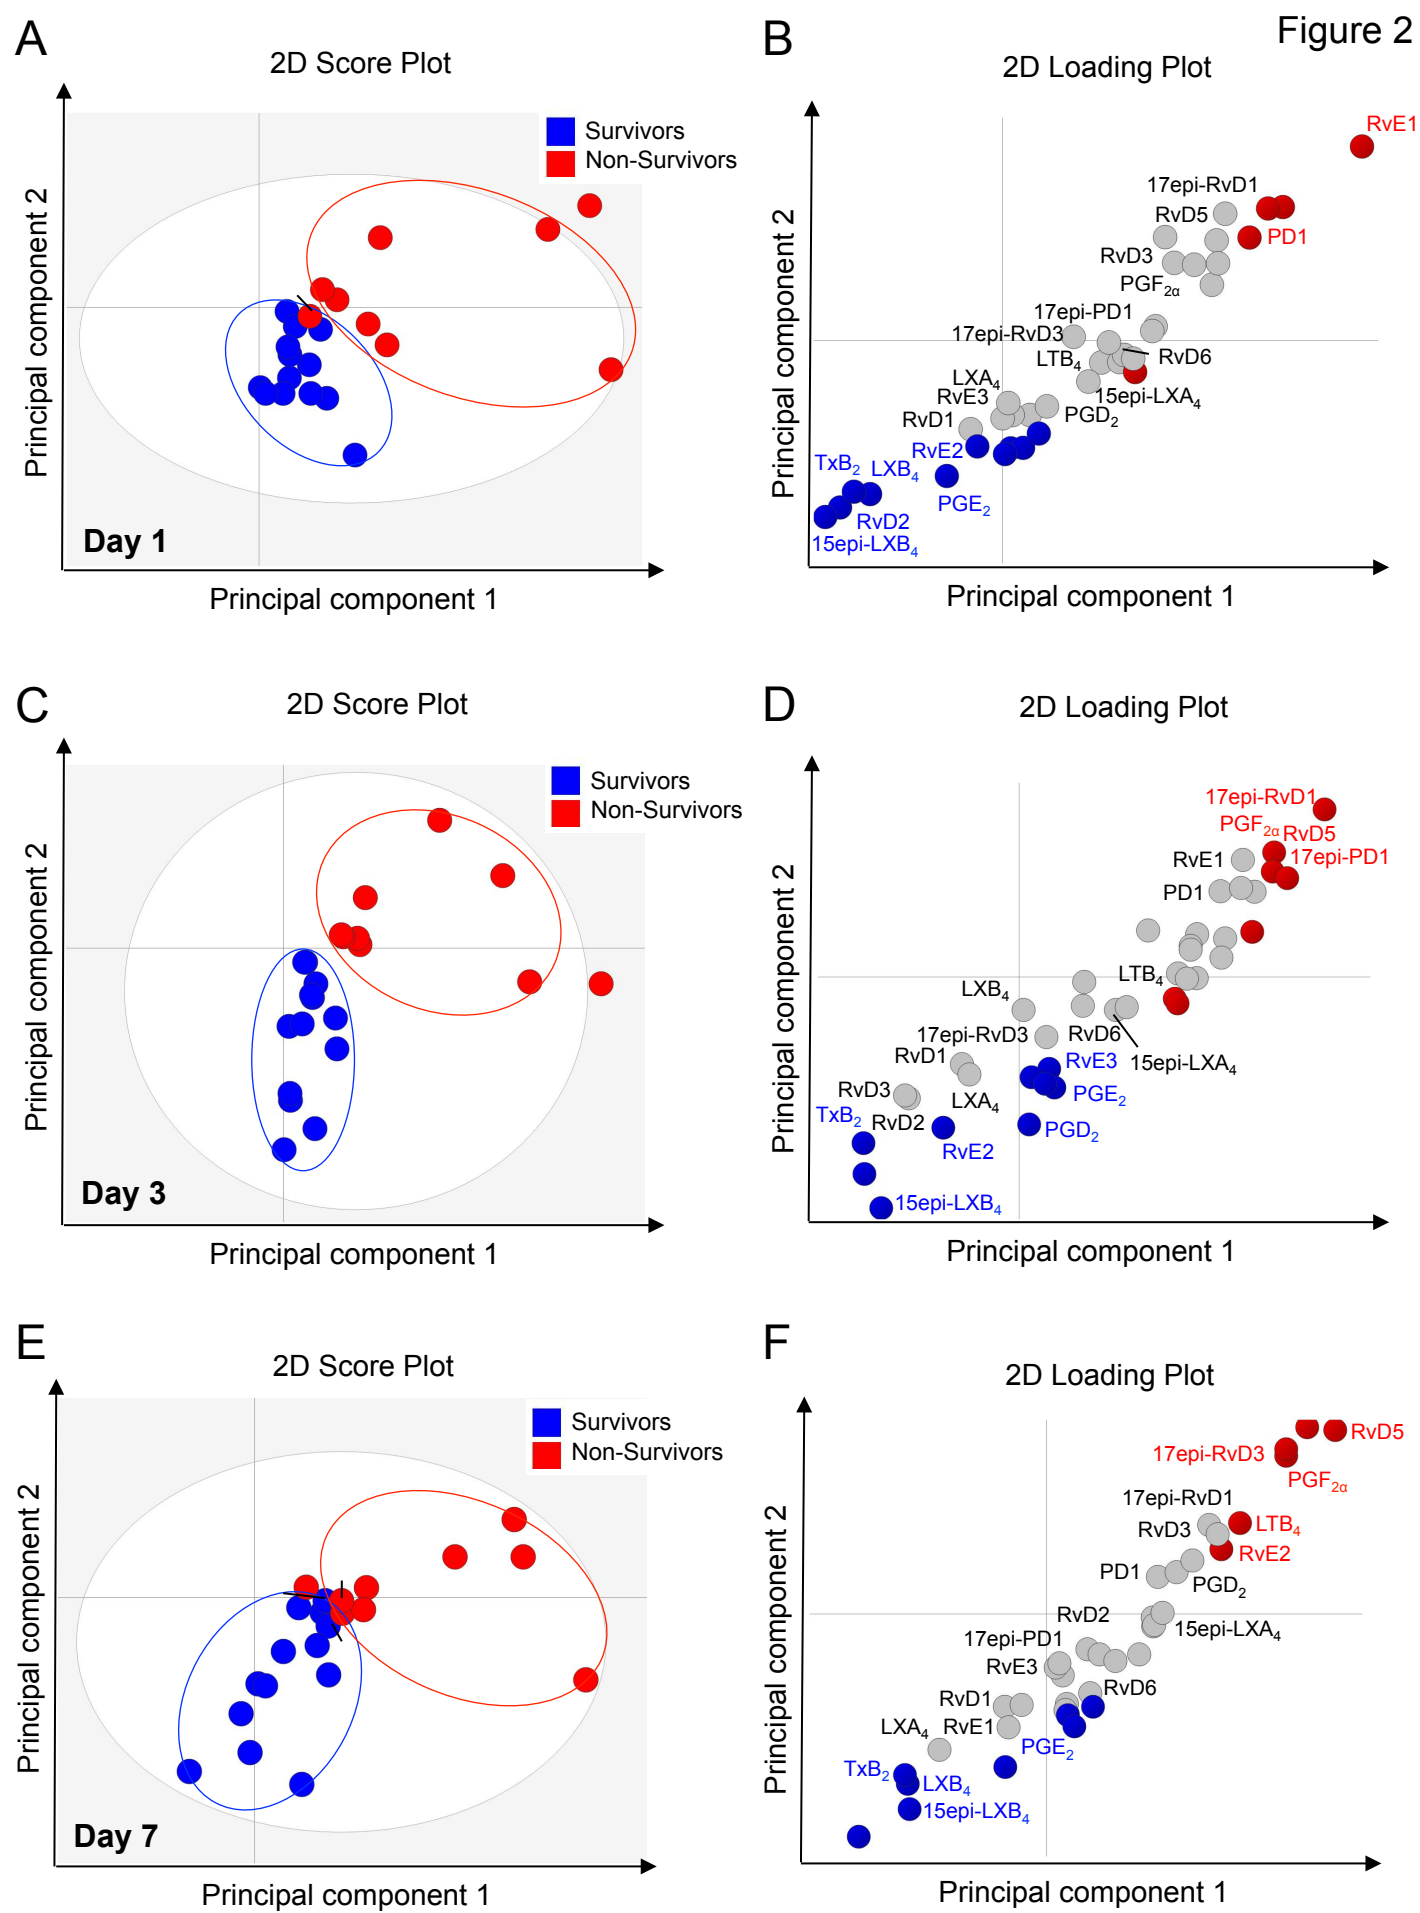 Figure 2
A
2D Score Plot
Survivors
Non-Survivors
Principal component 2
Day 1
Principal component 1
B
2D Loading Plot
RvE1
17epi-RvD1
RvD5
PD1
RvD3
PGF2α
17epi-PD1
17epi-RvD3
RvD6
LTB4
LXA4
15epi-LXA4
RvE3
PGD2
RvD1
RvE2
TxB2
LXB4
PGE2
RvD2
15epi-LXB4
Principal component 2
Principal component 1
C
2D Score Plot
Survivors
Non-Survivors
Principal component 2
Day 3
Principal component 1
D
2D Loading Plot
17epi-RvD1
PGF2α RvD5
RvE1
17epi-PD1
PD1
LTB4
LXB4
17epi-RvD3
RvD6
RvD1
RvE3
15epi-LXA4
RvD3
LXA4
PGE2
TxB2
RvD2
PGD2
RvE2
15epi-LXB4
Principal component 2
Principal component 1
E
2D Score Plot
Survivors
Non-Survivors
Principal component 2
Day 7
Principal component 1
F
2D Loading Plot
RvD5
17epi-RvD3
PGF2α
17epi-RvD1
RvD3
LTB4
RvE2
PD1
PGD2
RvD2
15epi-LXA4
17epi-PD1
RvE3
RvD6
RvD1
LXA4
RvE1
PGE2
TxB2
LXB4
15epi-LXB4
Principal component 2
Principal component 1